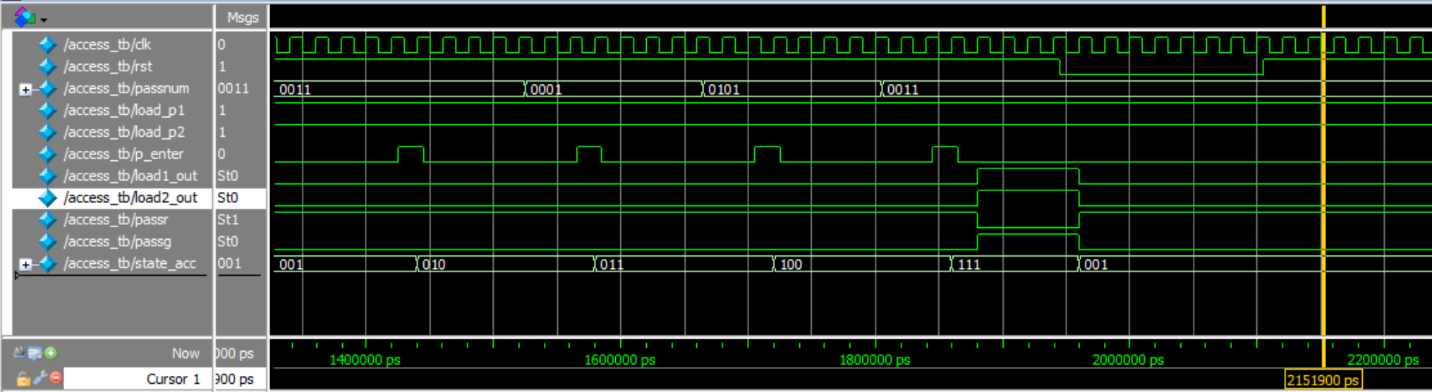 Msgs
/access_tb/clk 0
/access_tb/rst 1
/access_tb/passnum 0011 0011 0001 0101 0011
/access_tb/load_p1 1
/access_tb/load_p2 1
/access_tb/p_enter 0
/access_tb/load1_out St0
/access_tb/load2_out St0
/access_tb/passr St1
/access_tb/passg St0
/access_tb/state_acc 001 001 010 011 100 111 001
Now 000 ps 1400000 ps 1600000 ps 1800000 ps 2000000 ps 2200000 ps
Cursor 1 900 ps 2151900 ps